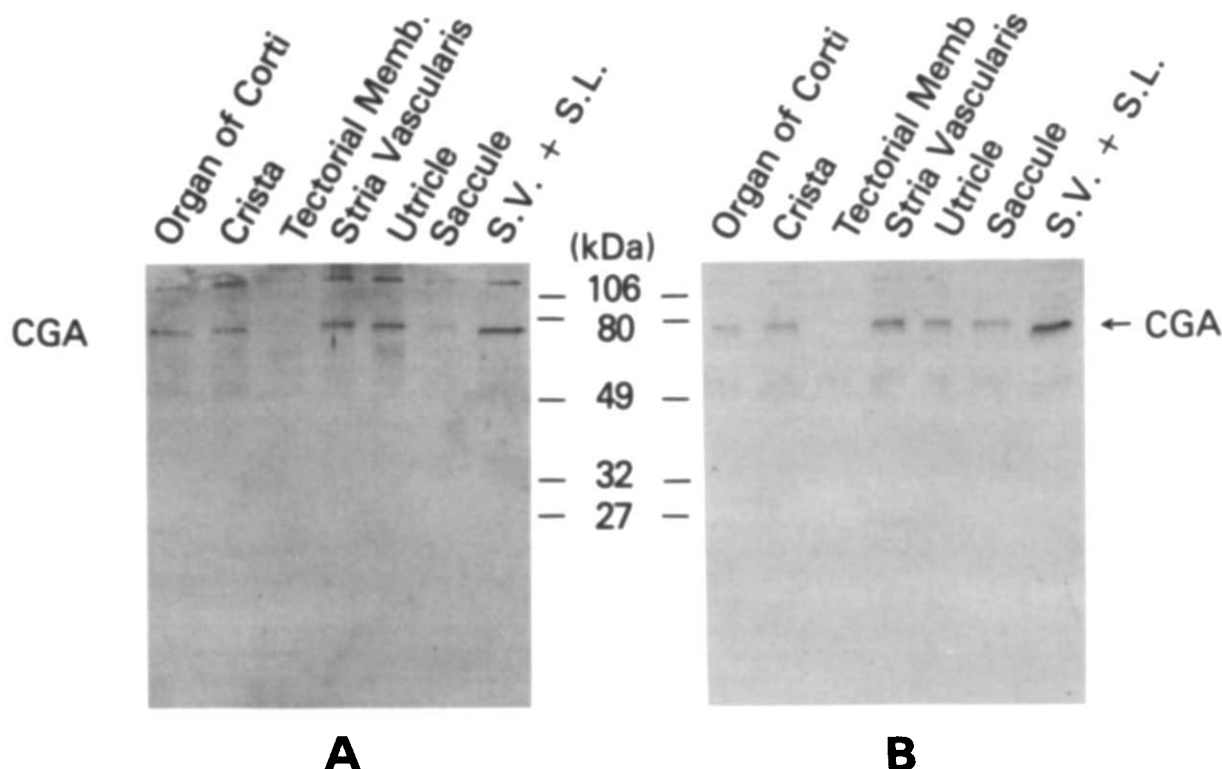 Organ of Corti
Crista
Tectorial Memb.
Stria Vascularis
Utricle
Saccule
S.V. + S.L.
(kDa)
Organ of Corti
Crista
Tectorial Memb
Stria Vascularis
Utricle
Saccule
S.V. + S.L.
CGA
106
80
49
32
27
← CGA
A
B